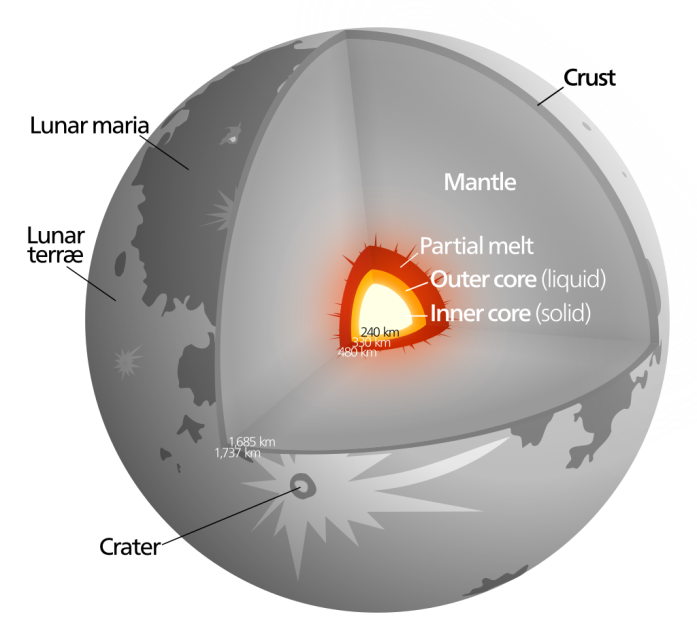 Crust
Lunar maria
Mantle
Lunar
terræ
Partial melt
Outer core (liquid)
Inner core (solid)
240 km
330 km
480 km
1,685 km
1,737 km
Crater